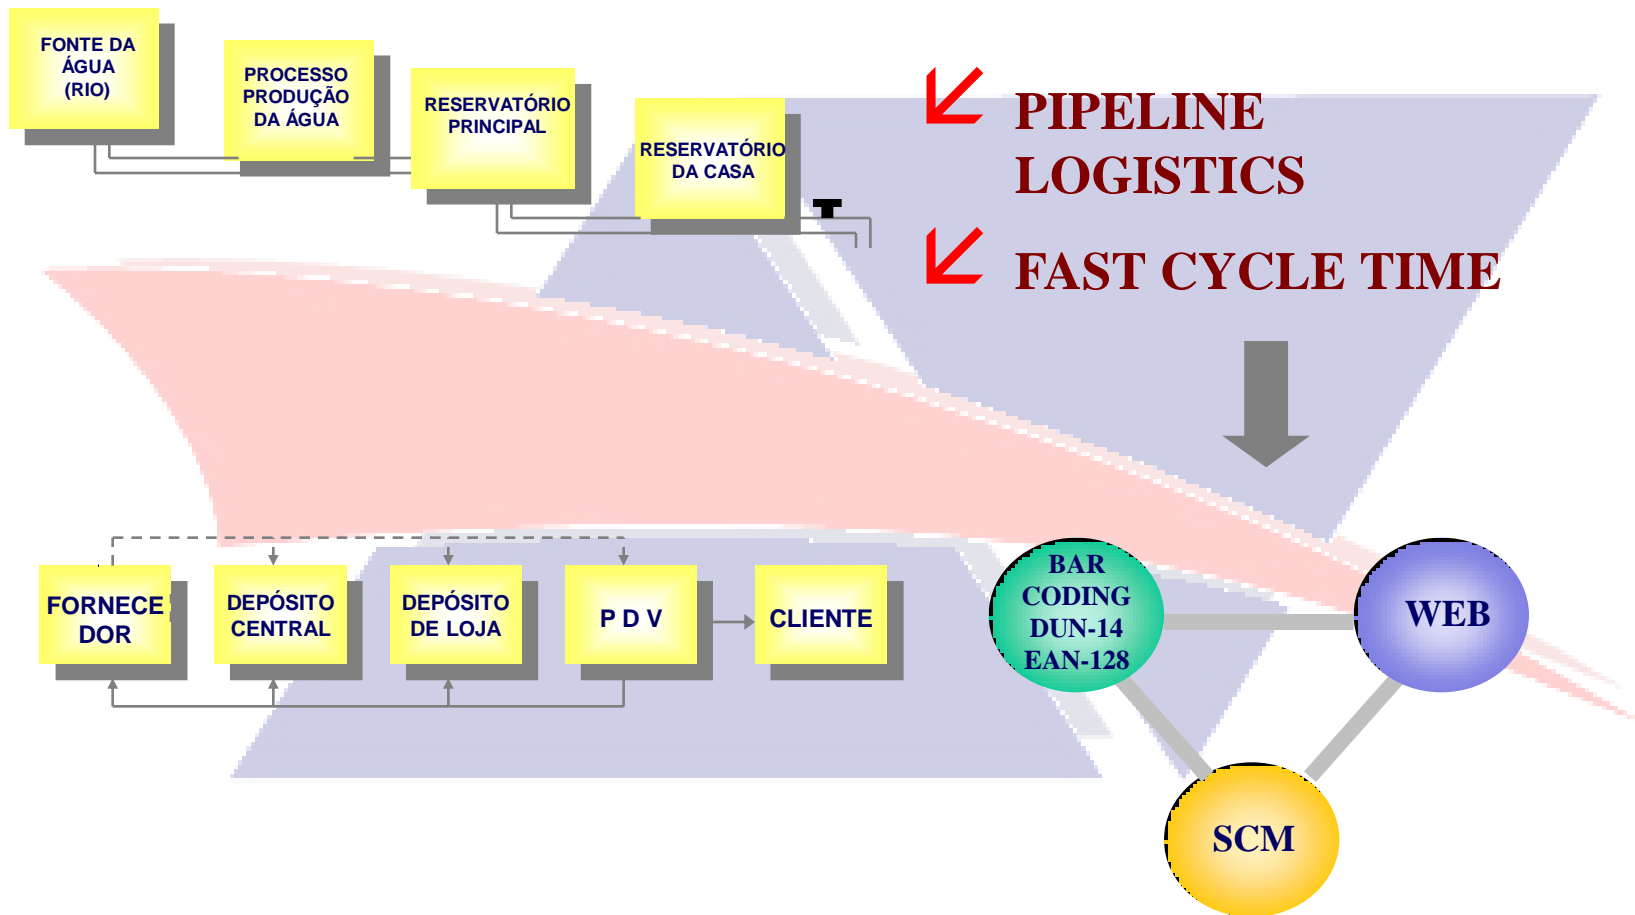 FONTE DA
ÁGUA
(RIO)
PROCESSO
PRODUÇÃO
DA ÁGUA
RESERVATÓRIO
PRINCIPAL
RESERVATÓRIO
DA CASA
PIPELINE
LOGISTICS
FAST CYCLE TIME
FORNECE
DOR
DEPÓSITO
CENTRAL
DEPÓSITO
DE LOJA
P D V
CLIENTE
BAR
CODING
DUN-14
EAN-128
WEB
SCM